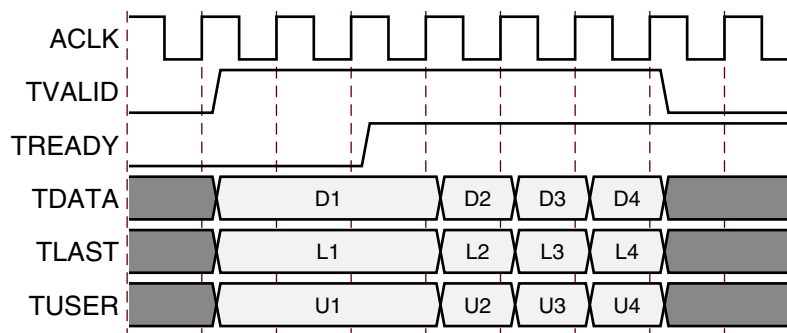 ACLK
TVALID
TREADY
TDATA D1 D2 D3 D4
TLAST L1 L2 L3 L4
TUSER U1 U2 U3 U4